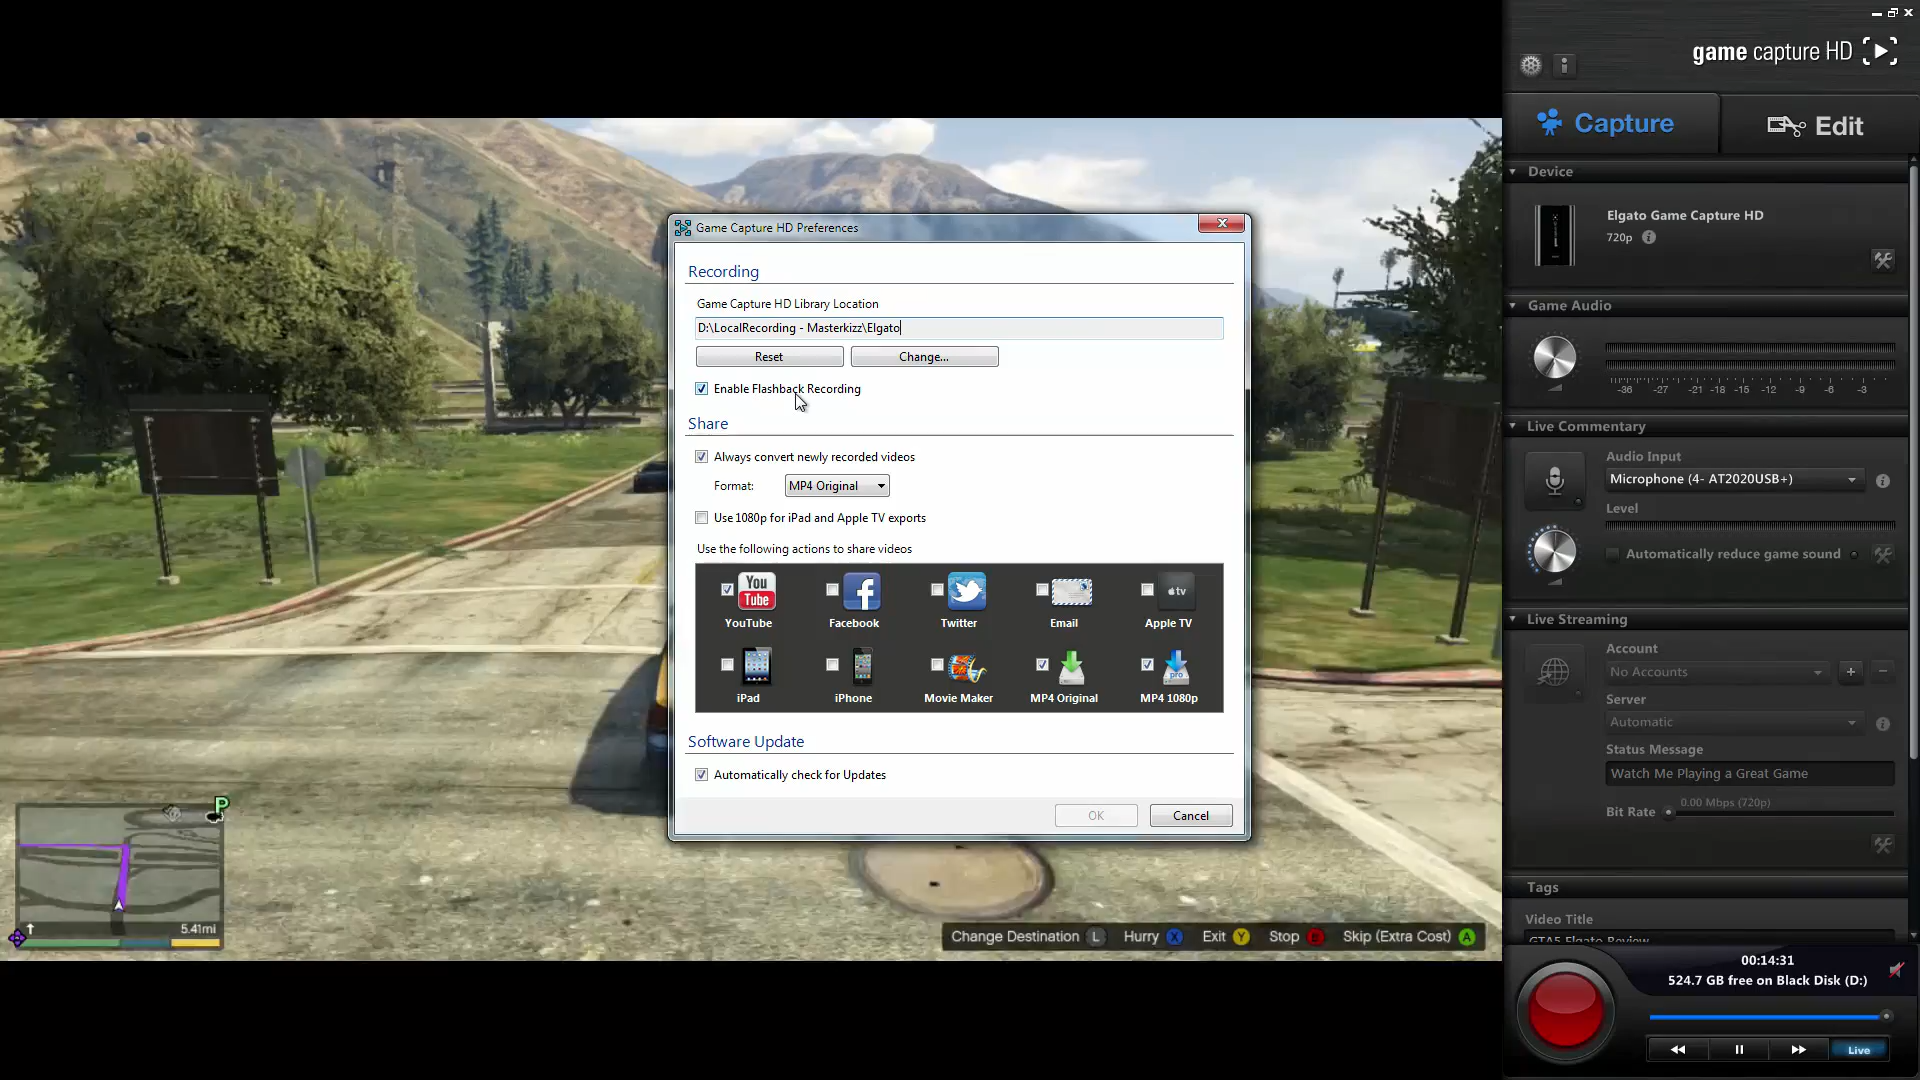 game capture HD
Capture
Edit
Device
Elgato Game Capture HD
720p
Game Audio
-36 -27 -21 -18 -15 -12 -9 -6 -3
Live Commentary
Audio Input
Microphone (4- AT2020USB+)
Level
Automatically reduce game sound
Live Streaming
Account
No Accounts
Server
Automatic
Status Message
Watch Me Playing a Great Game
0.00 Mbps (720p)
Bit Rate
Tags
Video Title
GTA5 Elgato Review
00:14:31
524.7 GB free on Black Disk (D:)
Live
Game Capture HD Preferences
Recording
Game Capture HD Library Location
D:\LocalRecording - Masterkizz\Elgato
Reset Change...
Enable Flashback Recording
Share
Always convert newly recorded videos
Format: MP4 Original
Use 1080p for iPad and Apple TV exports
Use the following actions to share videos
You
Tube
f
tv
YouTube Facebook Twitter Email Apple TV
pro
iPad iPhone Movie Maker MP4 Original MP4 1080p
Software Update
Automatically check for Updates
OK Cancel
P
5.41mi
Change Destination L Hurry X Exit Y Stop B Skip (Extra Cost) A